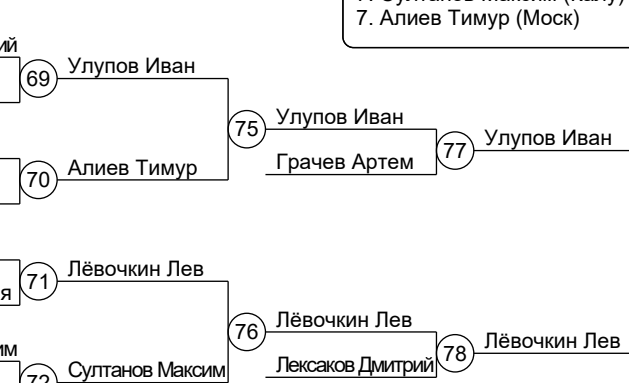 7. Алиев Тимур (Моск)
69 Улупов Иван
75 Улупов Иван
77 Улупов Иван
Грачев Артем
70 Алиев Тимур
71 Лёвочкин Лев
76 Лёвочкин Лев
78 Лёвочкин Лев
Лексаков Дмитрий
72 Султанов Максим